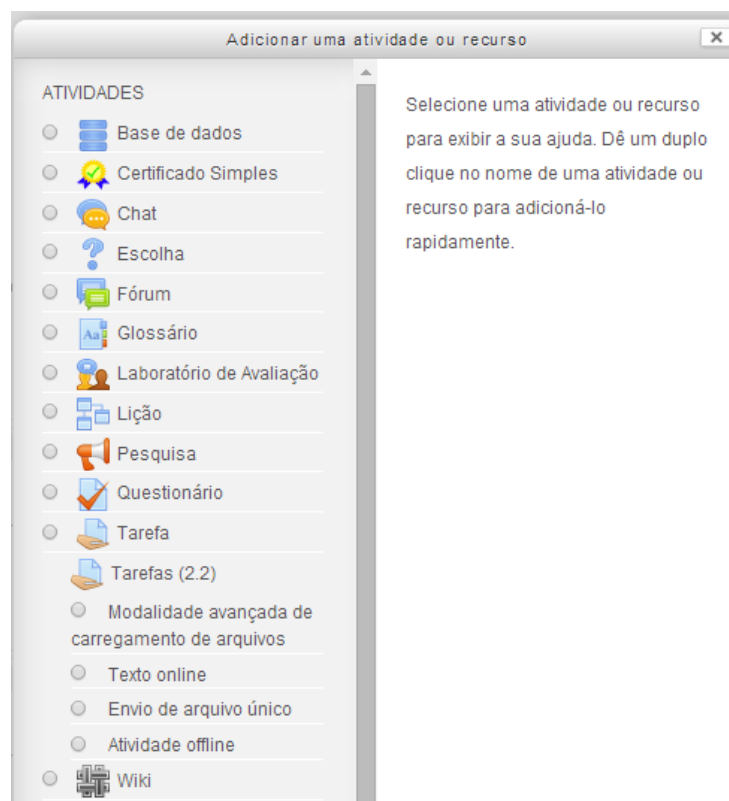 Adicionar uma atividade ou recurso
ATIVIDADES
Base de dados
Certificado Simples
Chat
Escolha
Fórum
Aa
Glossário
Laboratório de Avaliação
Lição
Pesquisa
Questionário
Tarefa
Tarefas (2.2)
Modalidade avançada de
carregamento de arquivos
Texto online
Envio de arquivo único
Atividade offline
Wiki
Selecione uma atividade ou recurso
para exibir a sua ajuda. Dê um duplo
clique no nome de uma atividade ou
recurso para adicioná-lo
rapidamente.